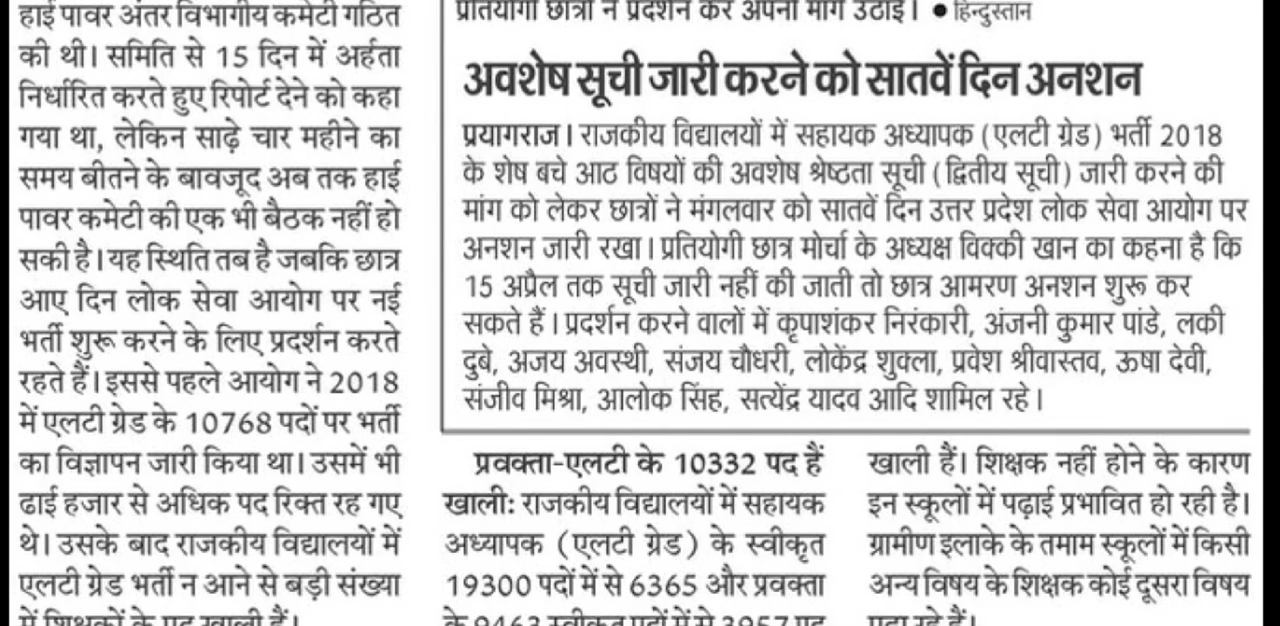 हाई पावर अंतर विभागीय कमेटी गठित
की थी। समिति से 15 दिन में अर्हता
निर्धारित करते हुए रिपोर्ट देने को कहा
गया था, लेकिन साढ़े चार महीने का
समय बीतने के बावजूद अब तक हाई
पावर कमेटी की एक भी बैठक नहीं हो
सकी है। यह स्थिति तब है जबकि छात्र
आए दिन लोक सेवा आयोग पर नई
भर्ती शुरू करने के लिए प्रदर्शन करते
रहते हैं। इससे पहले आयोग ने 2018
में एलटी ग्रेड के 10768 पदों पर भर्ती
का विज्ञापन जारी किया था। उसमें भी
ढाई हजार से अधिक पद रिक्त रह गए
थे। उसके बाद राजकीय विद्यालयों में
एलटी ग्रेड भर्ती न आने से बड़ी संख्या
में शिक्षकों के पद खाली हैं।
प्रतियोगी छात्रों ने प्रदर्शन कर अपनी मांग उठाई। ● हिन्दुस्तान
अवशेष सूची जारी करने को सातवें दिन अनशन
प्रयागराज। राजकीय विद्यालयों में सहायक अध्यापक (एलटी ग्रेड) भर्ती 2018
के शेष बचे आठ विषयों की अवशेष श्रेष्ठता सूची (द्वितीय सूची) जारी करने की
मांग को लेकर छात्रों ने मंगलवार को सातवें दिन उत्तर प्रदेश लोक सेवा आयोग पर
अनशन जारी रखा। प्रतियोगी छात्र मोर्चा के अध्यक्ष विक्की खान का कहना है कि
15 अप्रैल तक सूची जारी नहीं की जाती तो छात्र आमरण अनशन शुरू कर
सकते हैं। प्रदर्शन करने वालों में कृपाशंकर निरंकारी, अंजनी कुमार पांडे, लकी
दुबे, अजय अवस्थी, संजय चौधरी, लोकेंद्र शुक्ला, प्रवेश श्रीवास्तव, ऊषा देवी,
संजीव मिश्रा, आलोक सिंह, सत्येंद्र यादव आदि शामिल रहे।
प्रवक्ता-एलटी के 10332 पद हैं
खाली: राजकीय विद्यालयों में सहायक
अध्यापक (एलटी ग्रेड) के स्वीकृत
19300 पदों में से 6365 और प्रवक्ता
के 9463 स्वीकृत पदों में से 3957 पद
खाली हैं। शिक्षक नहीं होने के कारण
इन स्कूलों में पढ़ाई प्रभावित हो रही है।
ग्रामीण इलाके के तमाम स्कूलों में किसी
अन्य विषय के शिक्षक कोई दूसरा विषय
पढ़ा रहे हैं।